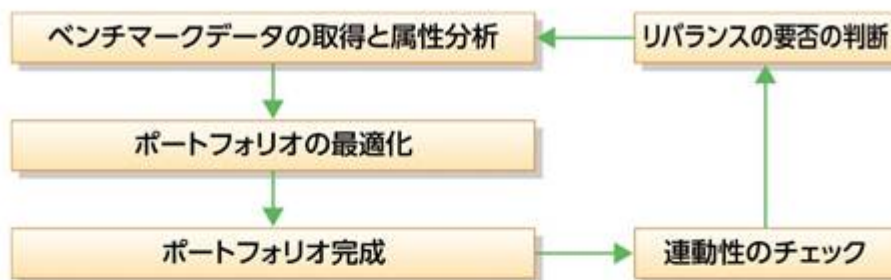 ベンチマークデータの取得と属性分析
リバランスの要否の判断
ポートフォリオの最適化
ポートフォリオ完成
連動性のチェック